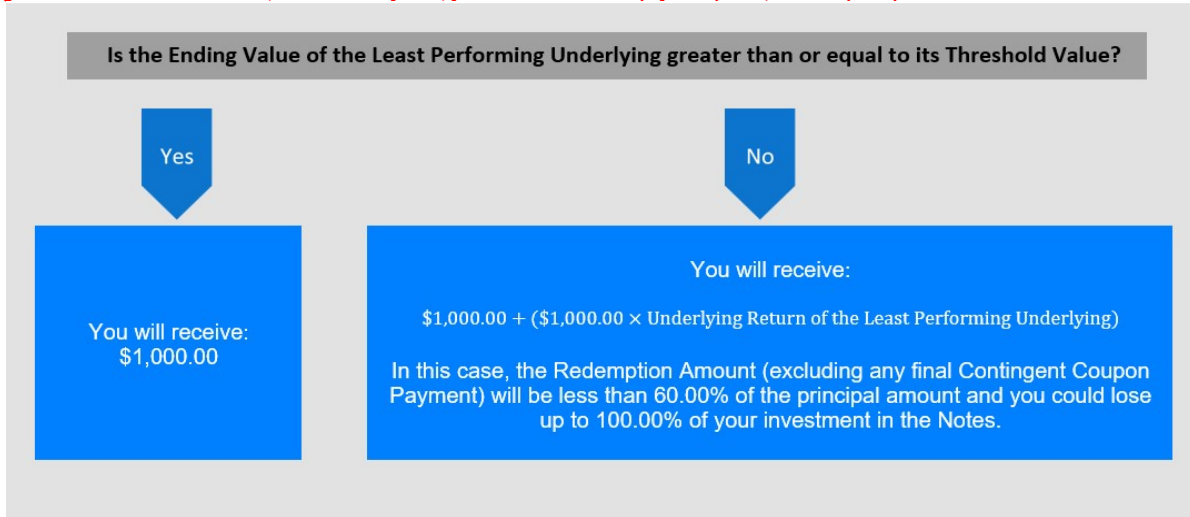 Is the Ending Value of the Least Performing Underlying greater than or equal to its Threshold Value?
Yes
No
You will receive:
$1,000.00
You will receive:
$1,000.00 + ($1,000.00 × Underlying Return of the Least Performing Underlying)
In this case, the Redemption Amount (excluding any final Contingent Coupon
Payment) will be less than 60.00% of the principal amount and you could lose
up to 100.00% of your investment in the Notes.